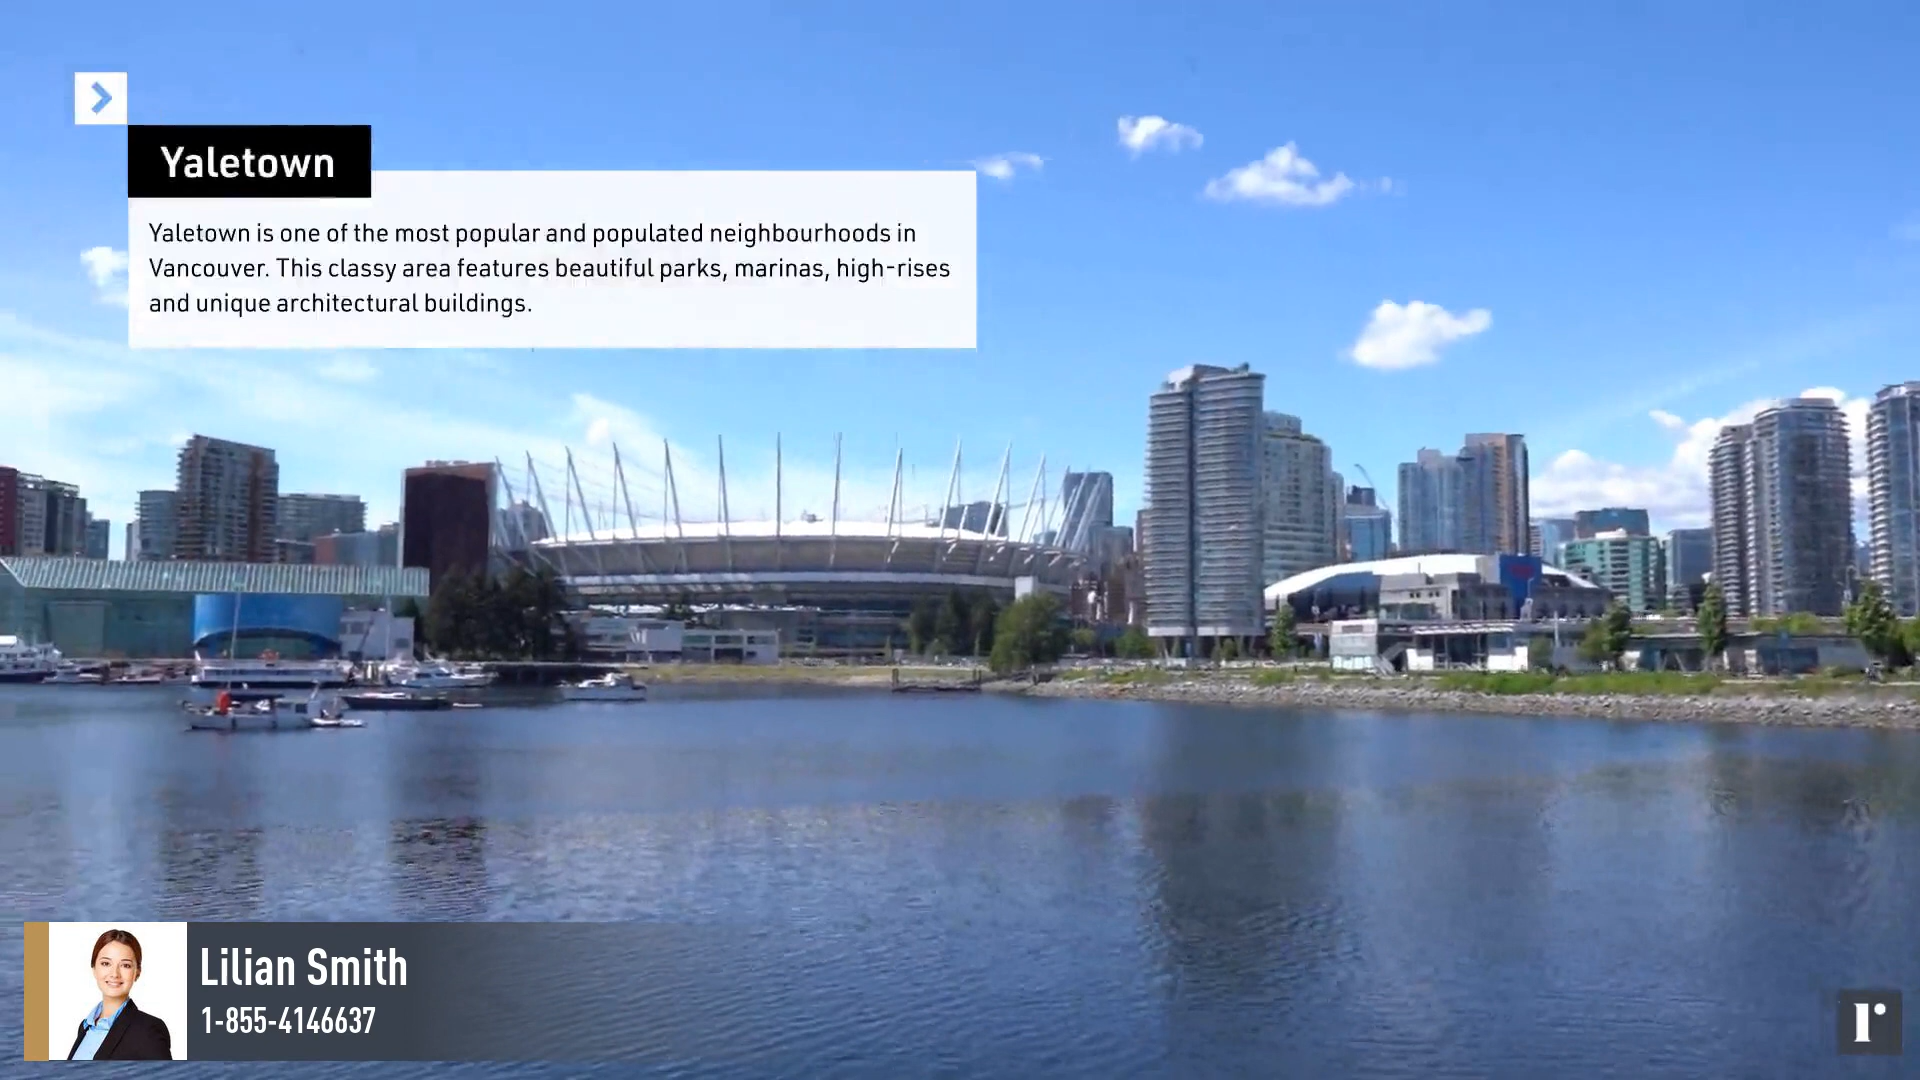 Yaletown
Yaletown is one of the most popular and populated neighbourhoods in
Vancouver. This classy area features beautiful parks, marinas, high-rises
and unique architectural buildings.
Lilian Smith
1-855-4146637
r